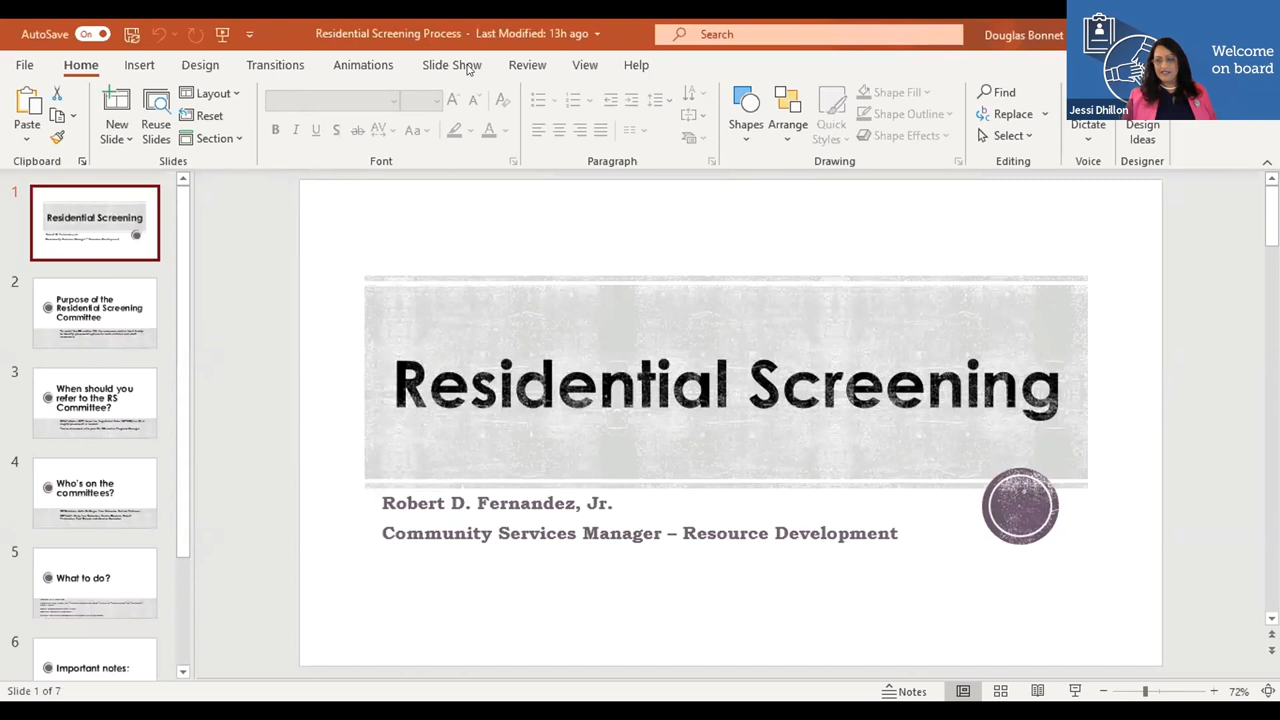 AutoSave On
Residential Screening Process - Last Modified: 13h ago
Search
Douglas Bonnet
Welcome
on board
Jessi Dhillon
File Home Insert Design Transitions Animations Slide Show Review View Help
Paste
Clipboard
New
Slide
Reuse
Slides
Layout
Reset
Section
Slides
B I U S ab AV Aa A
Font
Paragraph
Shapes
Arrange
Quick
Styles
Shape Fill
Shape Outline
Shape Effects
Drawing
Find
Replace
Select
Editing
Dictate
Voice
Design
Ideas
Designer
1
Residential Screening
2
Purpose of the
Residential Screening
Committee
3
When should you
refer to the RS
Committee?
4
Who's on the
committees?
5
What to do?
6
Important notes:
Residential Screening
Robert D. Fernandez, Jr.
Community Services Manager – Resource Development
Slide 1 of 7
Notes
72%